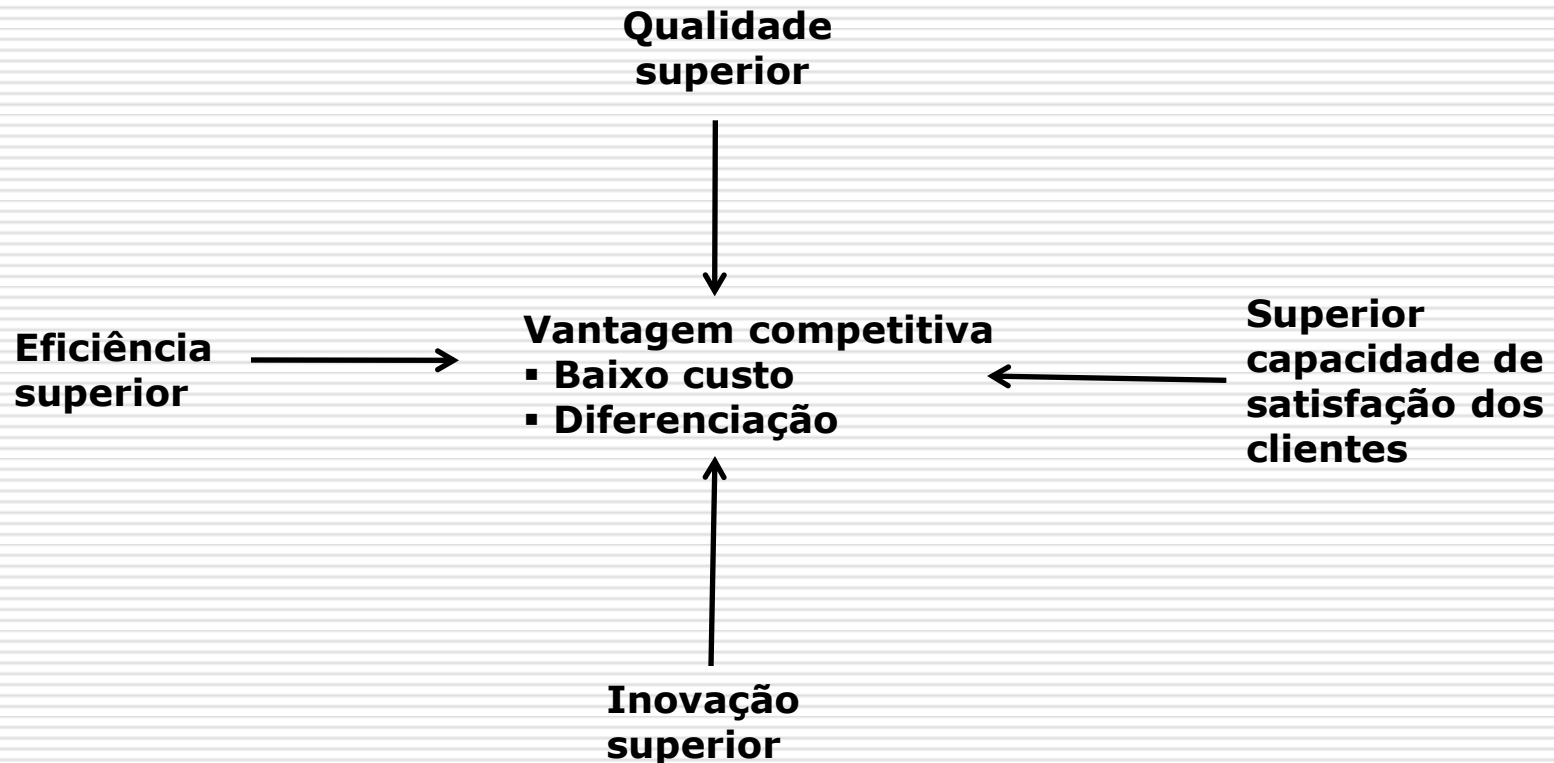 Qualidade
superior
Eficiência
superior
Vantagem competitiva
▪ Baixo custo
▪ Diferenciação
Superior
capacidade de
satisfação dos
clientes
Inovação
superior